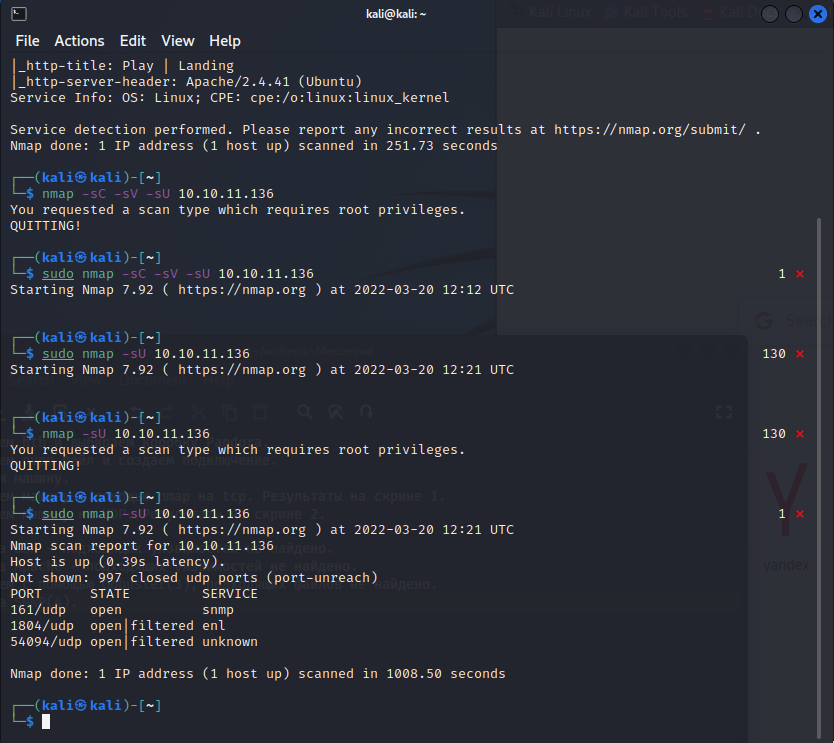 kali@kali: ~
Kali Linux Kali Tools Kali D
File Actions Edit View Help
|_http-title: Play | Landing
|_http-server-header: Apache/2.4.41 (Ubuntu)
Service Info: OS: Linux; CPE: cpe:/o:linux:linux_kernel
Service detection performed. Please report any incorrect results at https://nmap.org/submit/ .
Nmap done: 1 IP address (1 host up) scanned in 251.73 seconds
┌──(kali㉿kali)-[~]
└─$ nmap -sC -sV -sU 10.10.11.136
You requested a scan type which requires root privileges.
QUITTING!
┌──(kali㉿kali)-[~]
└─$ sudo nmap -sC -sV -sU 10.10.11.136 1 ⨯
Starting Nmap 7.92 ( https://nmap.org ) at 2022-03-20 12:12 UTC
┌──(kali㉿kali)-[~]
└─$ sudo nmap -sU 10.10.11.136 130 ⨯
Starting Nmap 7.92 ( https://nmap.org ) at 2022-03-20 12:21 UTC
┌──(kali㉿kali)-[~]
└─$ nmap -sU 10.10.11.136 130 ⨯
You requested a scan type which requires root privileges.
QUITTING!
┌──(kali㉿kali)-[~]
└─$ sudo nmap -sU 10.10.11.136 1 ⨯
Starting Nmap 7.92 ( https://nmap.org ) at 2022-03-20 12:21 UTC
Nmap scan report for 10.10.11.136
Host is up (0.39s latency).
Not shown: 997 closed udp ports (port-unreach)
PORT STATE SERVICE
161/udp open snmp
1804/udp open|filtered enl
54094/udp open|filtered unknown
Nmap done: 1 IP address (1 host up) scanned in 1008.50 seconds
┌──(kali㉿kali)-[~]
└─$
yandex